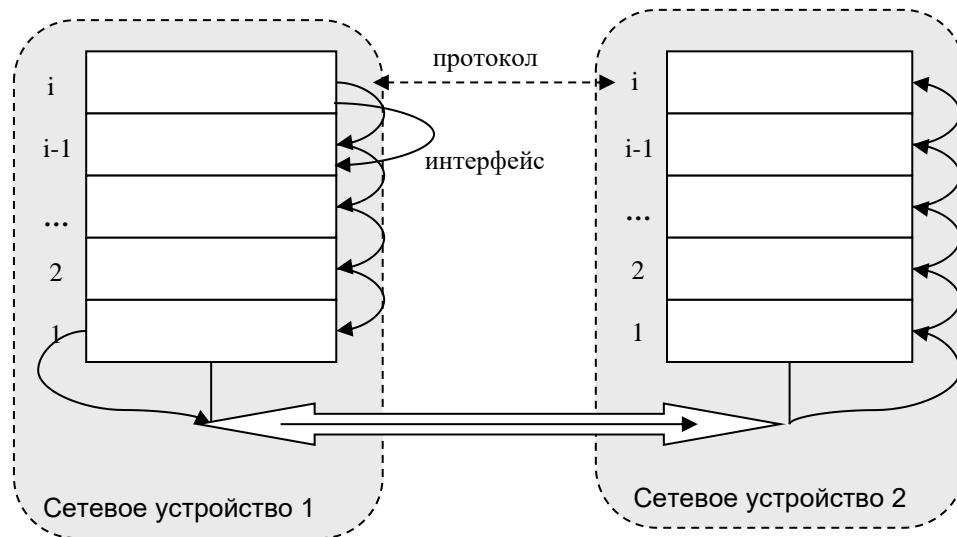 протокол
i
i
i-1
интерфейс
i-1
...
...
2
2
1
1
Сетевое устройство 1
Сетевое устройство 2